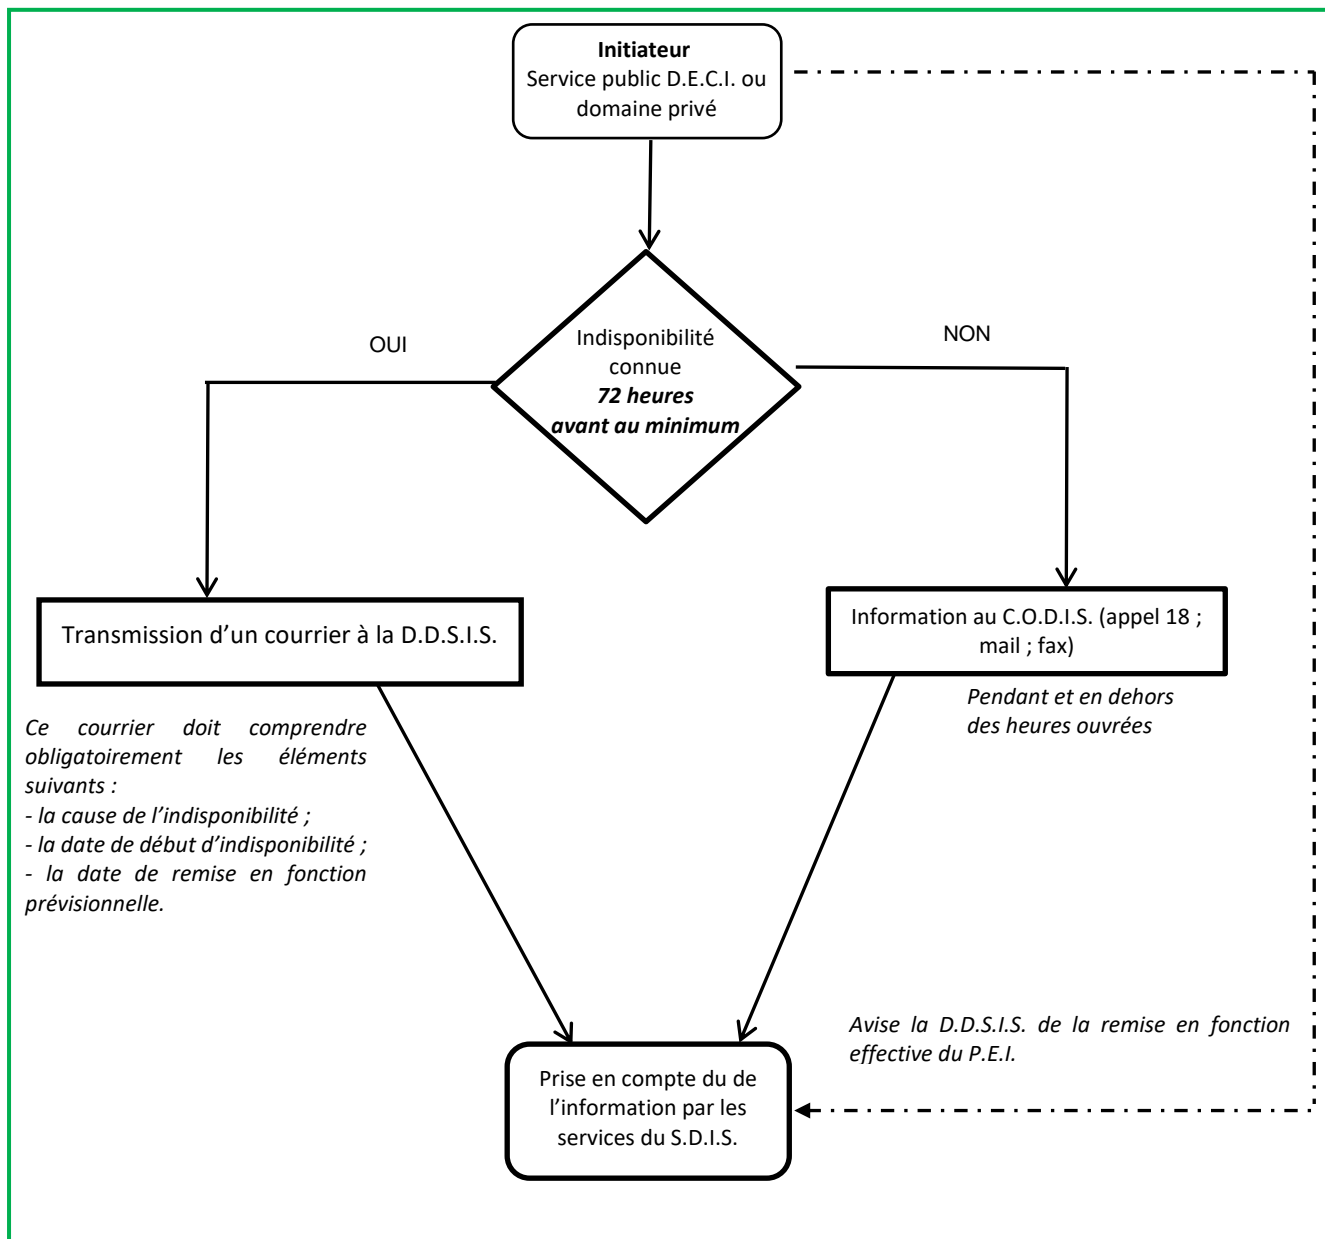 Initiateur
Service public D.E.C.I. ou
domaine privé
OUI
NON
Indisponibilité
connue
72 heures
avant au minimum
Transmission d’un courrier à la D.D.S.I.S.
Information au C.O.D.I.S. (appel 18 ;
mail ; fax)
Pendant et en dehors
des heures ouvrées
Ce courrier doit comprendre
obligatoirement les éléments
suivants :
- la cause de l’indisponibilité ;
- la date de début d’indisponibilité ;
- la date de remise en fonction
prévisionnelle.
Avise la D.D.S.I.S. de la remise en fonction
effective du P.E.I.
Prise en compte du de
l’information par les
services du S.D.I.S.